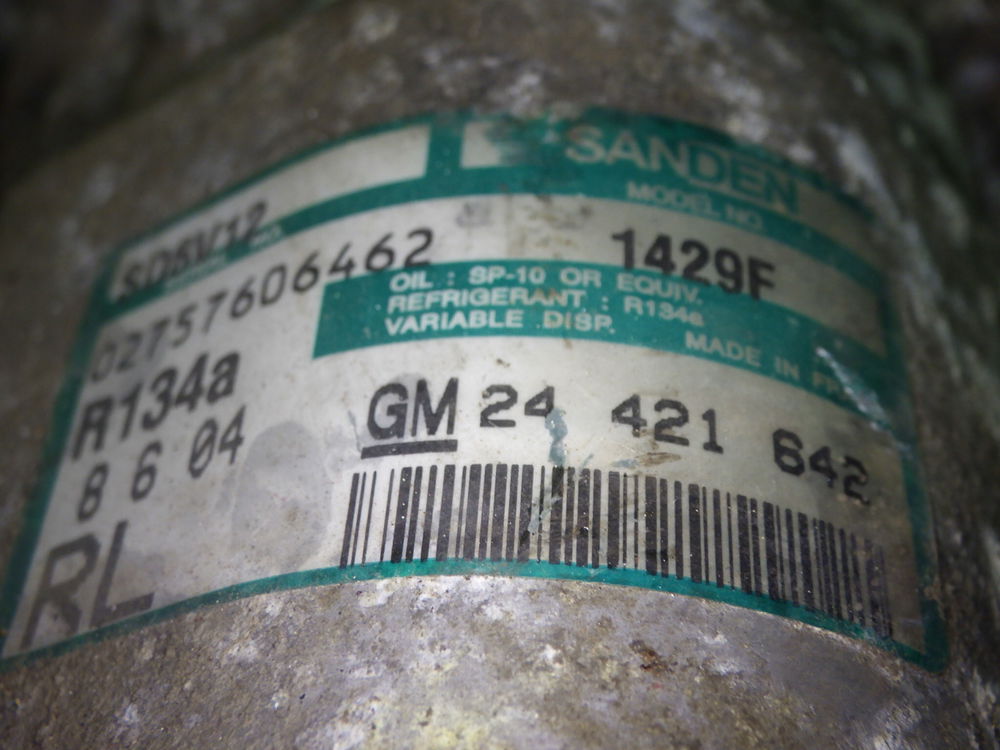 SANDEN
MODEL NO.
SD6V12
1429F
02757606462
OIL : SP-10 OR EQUIV.
REFRIGERANT : R134a
VARIABLE DISP.
MADE IN
R134a
GM 24 421 642
8 6 04
RL